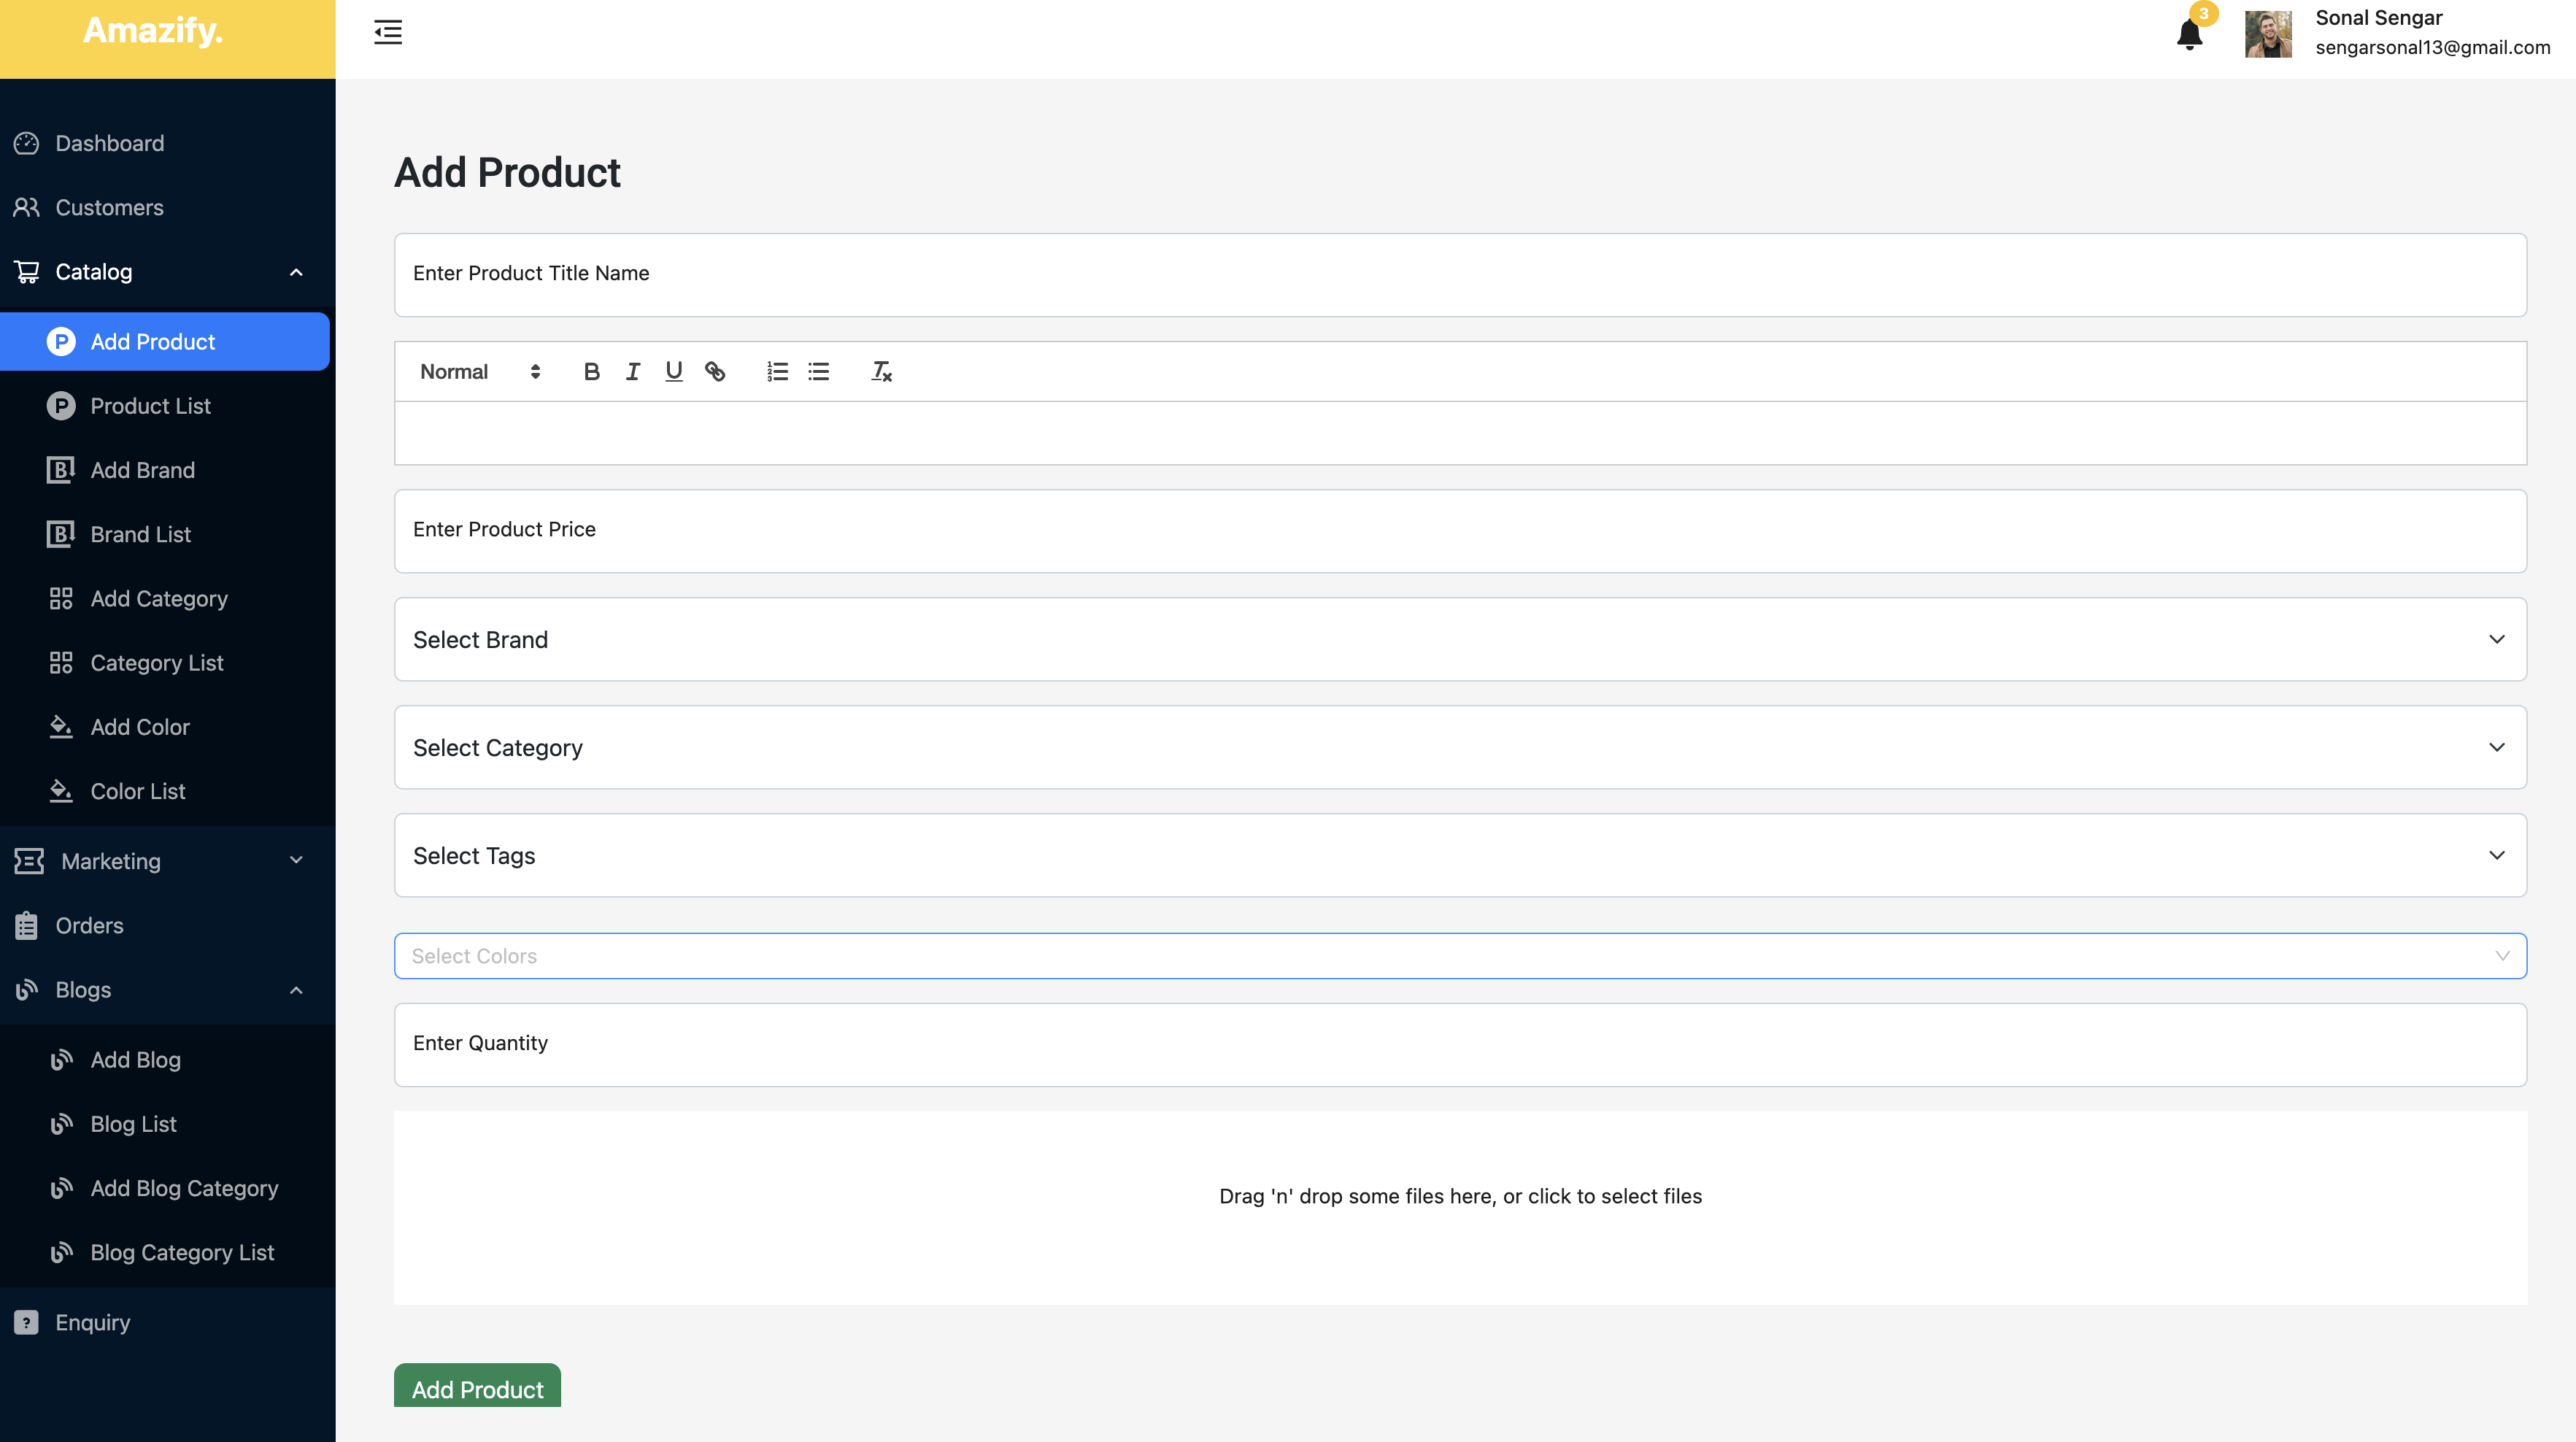 Amazify.
3
Sonal Sengar
sengarsonal13@gmail.com
Dashboard
Customers
Catalog
Add Product
Product List
Add Brand
Brand List
Add Category
Category List
Add Color
Color List
Marketing
Orders
Blogs
Add Blog
Blog List
Add Blog Category
Blog Category List
Enquiry
Add Product
Enter Product Title Name
Normal
Enter Product Price
Select Brand
Select Category
Select Tags
Select Colors
Enter Quantity
Drag 'n' drop some files here, or click to select files
Add Product